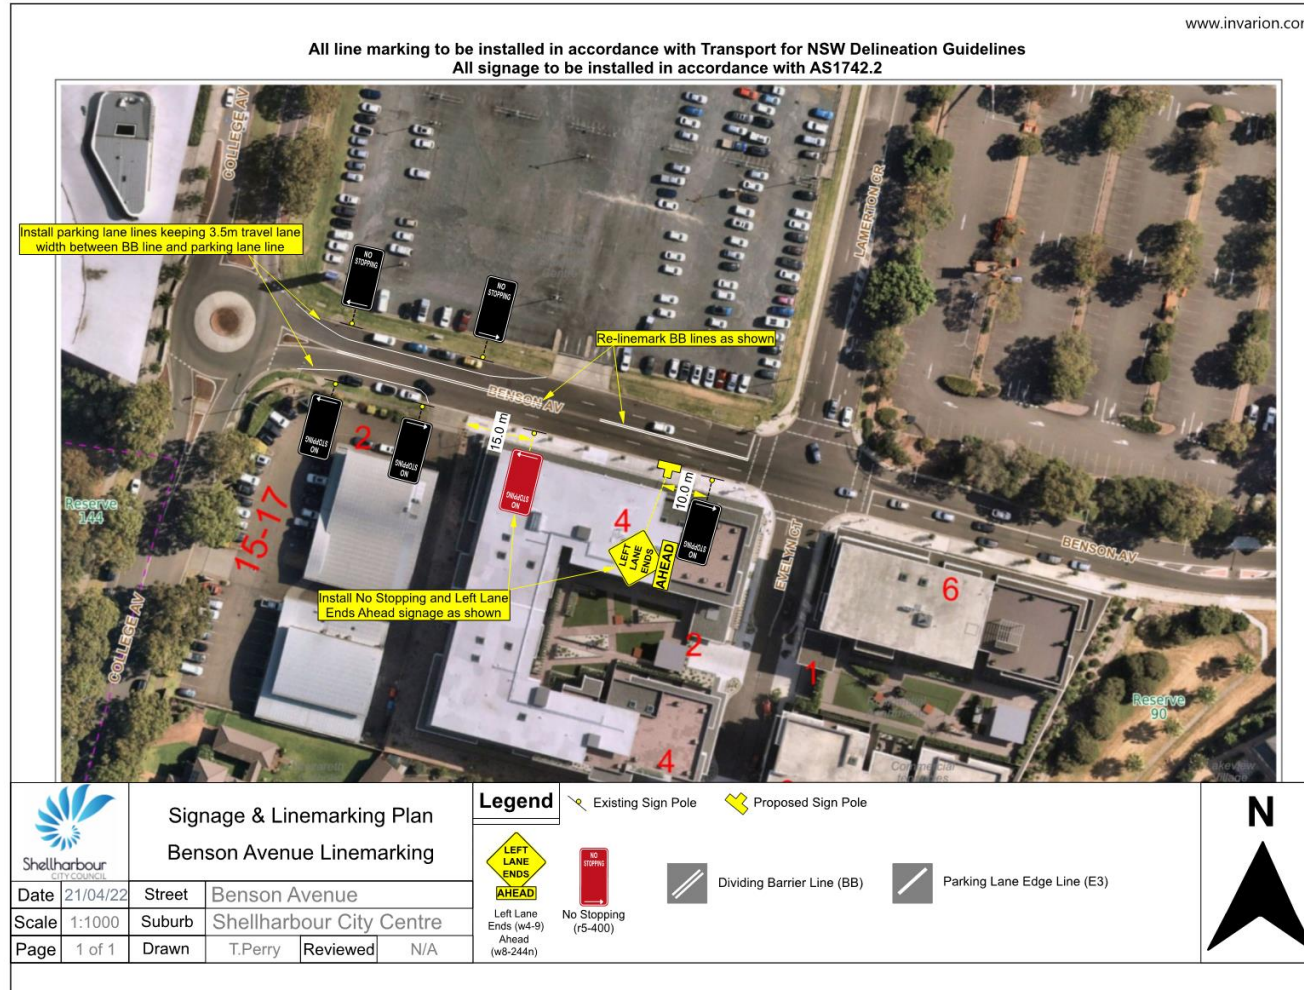 www.invarion.com
All line marking to be installed in accordance with Transport for NSW Delineation Guidelines
All signage to be installed in accordance with AS1742.2
COLLEGE AV
LAMERTON CR
Install parking lane lines keeping 3.5m travel lane
width between BB line and parking lane line
NO
STOPPING
NO
STOPPING
Re-linemark BB lines as shown
BENSON AV
NO
STOPPING
2
NO
STOPPING
15.0 m
NO
STOPPING
10.0 m
NO
STOPPING
4
LEFT
LANE
ENDS
AHEAD
Reserve
144
15-17
EVELYN CT
BENSON AV
6
Install No Stopping and Left Lane
Ends Ahead signage as shown
COLLEGE AV
2
1
Reserve
90
4
Lakeview
Village
Shellharbour
CITY COUNCIL
Signage & Linemarking Plan
Benson Avenue Linemarking
Date 21/04/22 Street Benson Avenue
Scale 1:1000 Suburb Shellharbour City Centre
Page 1 of 1 Drawn T.Perry Reviewed N/A
Legend
Existing Sign Pole
Proposed Sign Pole
LEFT
LANE
ENDS
AHEAD
Left Lane
Ends (w4-9)
Ahead
(w8-244n)
NO
STOPPING
No Stopping
(r5-400)
Dividing Barrier Line (BB)
Parking Lane Edge Line (E3)
N